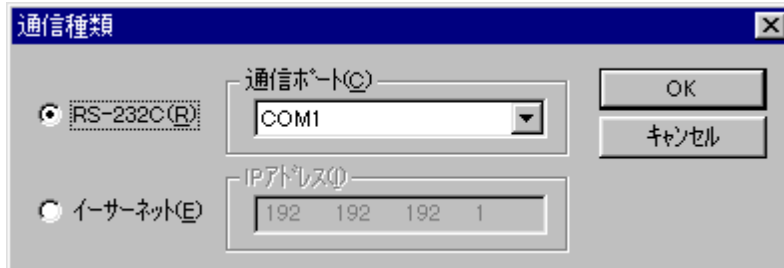 通信種類
RS-232C(R)
通信ポート(C)
COM1
OK
キャンセル
イーサーネット(E)
IPアドレス(I)
192 192 192 1